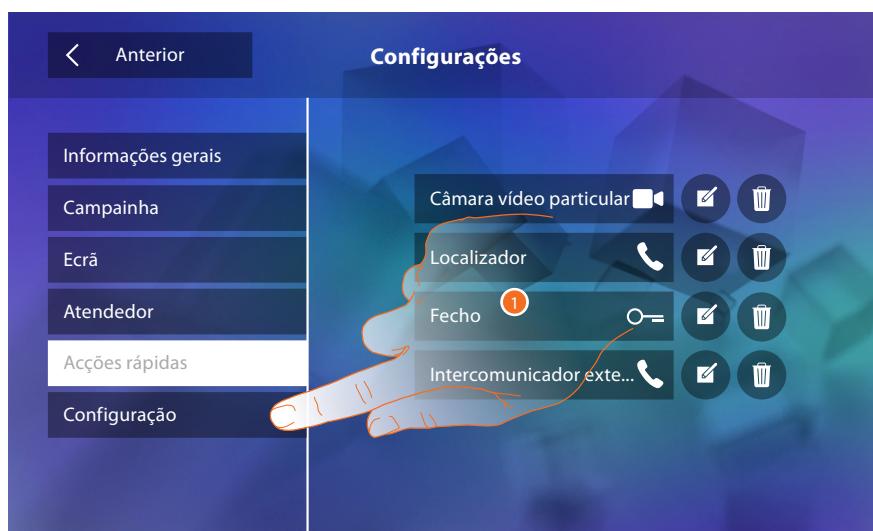 Anterior
Configurações
Informações gerais
Campainha
Ecrã
Atendedor
Acções rápidas
Configuração
Câmara vídeo particular
Localizador
Fecho
1
Intercomunicador exte...